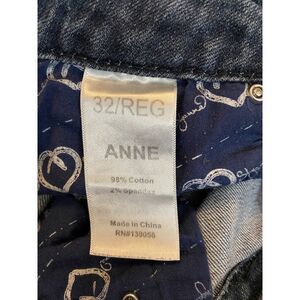 32/REG
ANNE
98% Cotton
2% Spandex
Made in China
RN#139056